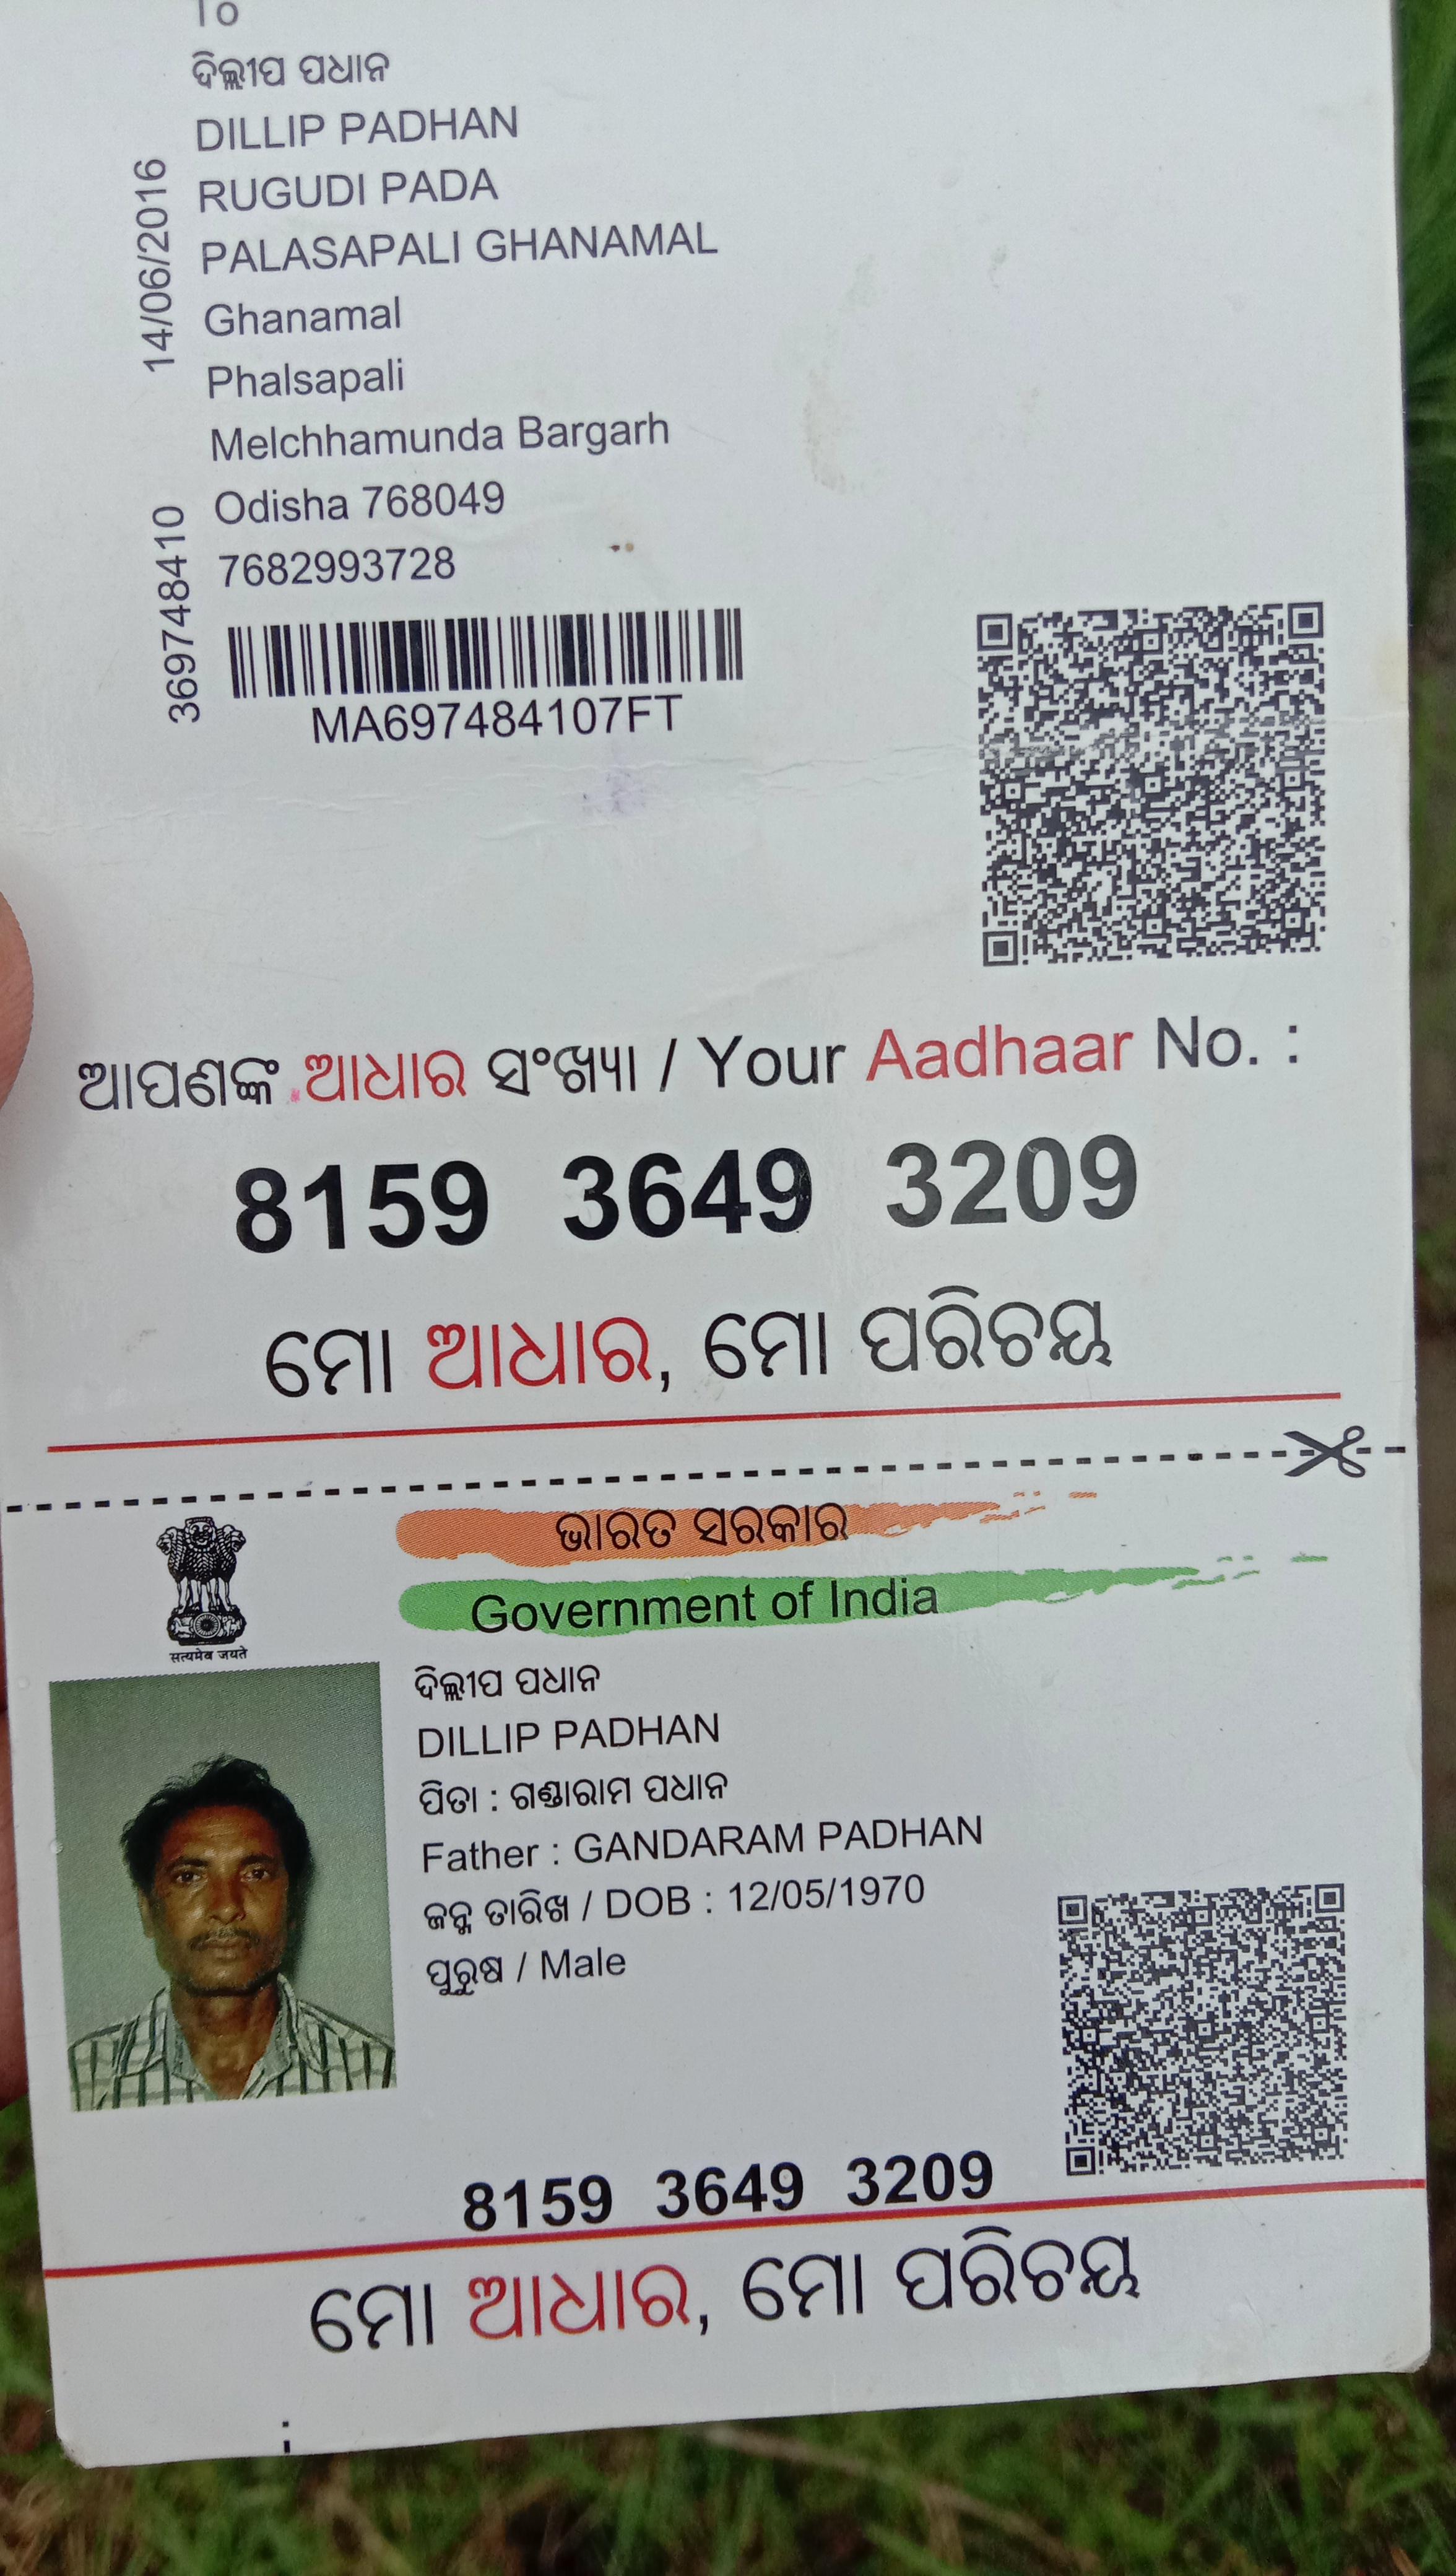 To
ଦିଲ୍ଲୀପ ପଧାନ
DILLIP PADHAN
RUGUDI PADA
PALASAPALI GHANAMAL
Ghanamal
Phalsapali
Melchhamunda Bargarh
Odisha 768049
7682993728
14/06/2016
369748410
MA697484107FT
ଆପଣଙ୍କ ଆଧାର ସଂଖ୍ୟା / Your Aadhaar No. :
8159 3649 3209
ମୋ ଆଧାର, ମୋ ପରିଚୟ
ଭାରତ ସରକାର
Government of India
सत्यमेव जयते
ଦିଲ୍ଲୀପ ପଧାନ
DILLIP PADHAN
ପିତା : ଗଣ୍ଡାରାମ ପଧାନ
Father : GANDARAM PADHAN
ଜନ୍ମ ତାରିଖ / DOB : 12/05/1970
ପୁରୁଷ / Male
8159 3649 3209
ମୋ ଆଧାର, ମୋ ପରିଚୟ